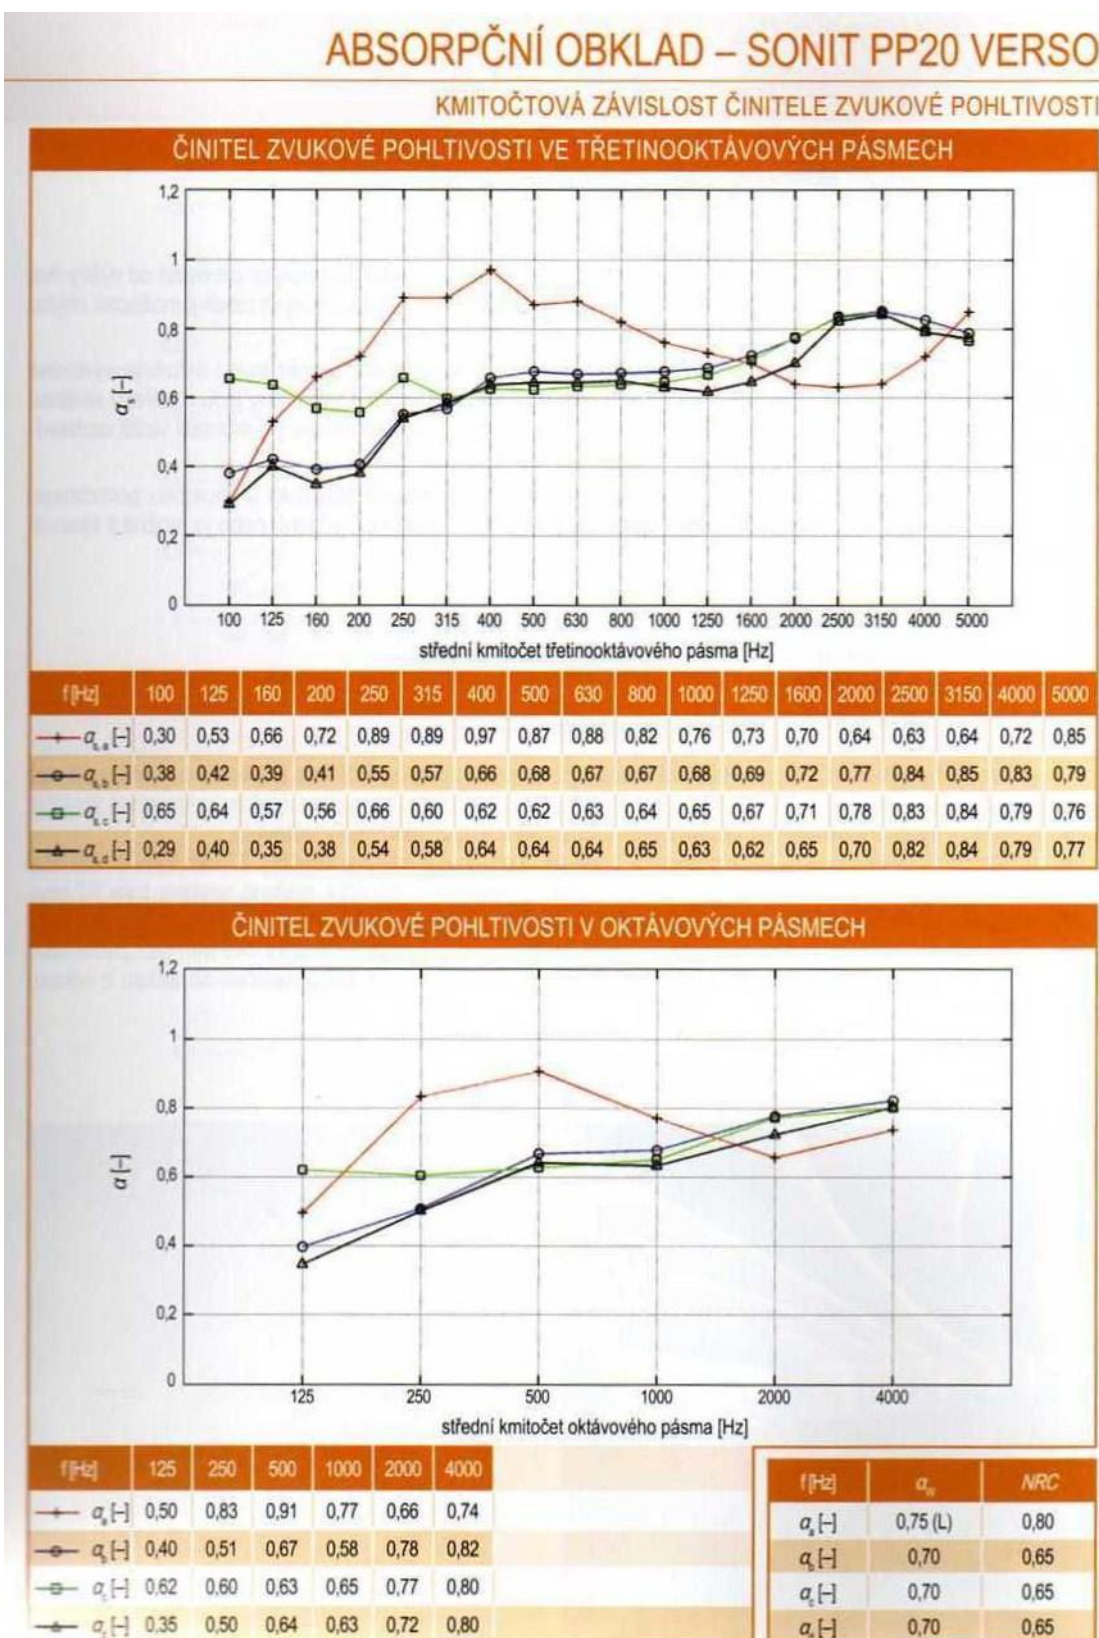 ABSORPČNÍ OBKLAD – SONIT PP20 VERSO
KMITOČTOVÁ ZÁVISLOST ČINITELE ZVUKOVÉ POHLTIVOSTI
ČINITEL ZVUKOVÉ POHLTIVOSTI VE TŘETINOOKTÁVOVÝCH PÁSMECH
1,2
1
0,8
0,6
0,4
0,2
0
αs [–]
100 125 160 200 250 315 400 500 630 800 1000 1250 1600 2000 2500 3150 4000 5000
střední kmitočet třetinooktávového pásma [Hz]
f [Hz] 100 125 160 200 250 315 400 500 630 800 1000 1250 1600 2000 2500 3150 4000 5000
αs, a [–] 0,30 0,53 0,66 0,72 0,89 0,89 0,97 0,87 0,88 0,82 0,76 0,73 0,70 0,64 0,63 0,64 0,72 0,85
αs, b [–] 0,38 0,42 0,39 0,41 0,55 0,57 0,66 0,68 0,67 0,67 0,68 0,69 0,72 0,77 0,84 0,85 0,83 0,79
αs, c [–] 0,65 0,64 0,57 0,56 0,66 0,60 0,62 0,62 0,63 0,64 0,65 0,67 0,71 0,78 0,83 0,84 0,79 0,76
αs, d [–] 0,29 0,40 0,35 0,38 0,54 0,58 0,64 0,64 0,64 0,65 0,63 0,62 0,65 0,70 0,82 0,84 0,79 0,77
ČINITEL ZVUKOVÉ POHLTIVOSTI V OKTÁVOVÝCH PÁSMECH
1,2
1
0,8
0,6
0,4
0,2
0
α [–]
125 250 500 1000 2000 4000
střední kmitočet oktávového pásma [Hz]
f [Hz] 125 250 500 1000 2000 4000
αa [–] 0,50 0,83 0,91 0,77 0,66 0,74
αb [–] 0,40 0,51 0,67 0,58 0,78 0,82
αc [–] 0,62 0,60 0,63 0,65 0,77 0,80
α [–] 0,35 0,50 0,64 0,63 0,72 0,80
f [Hz] αw NRC
αa [–] 0,75 (L) 0,80
αb [–] 0,70 0,65
αc [–] 0,70 0,65
α [–] 0,70 0,65